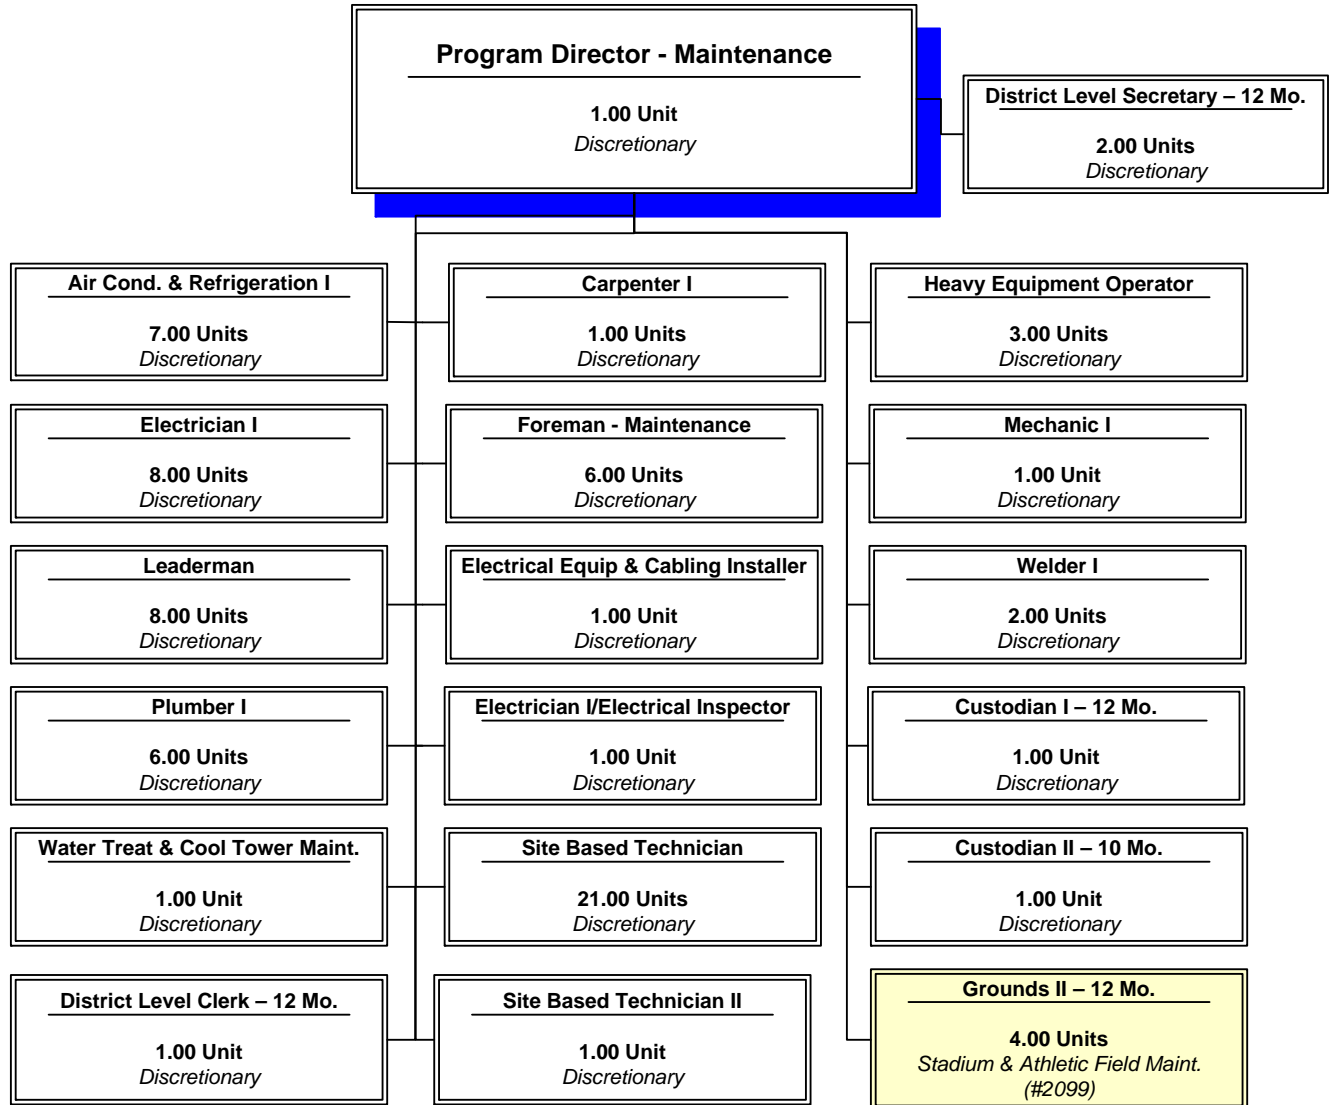 Program Director - Maintenance
1.00 Unit
Discretionary
District Level Secretary – 12 Mo.
2.00 Units
Discretionary
Air Cond. & Refrigeration I
7.00 Units
Discretionary
Carpenter I
1.00 Units
Discretionary
Heavy Equipment Operator
3.00 Units
Discretionary
Electrician I
8.00 Units
Discretionary
Foreman - Maintenance
6.00 Units
Discretionary
Mechanic I
1.00 Unit
Discretionary
Leaderman
8.00 Units
Discretionary
Electrical Equip & Cabling Installer
1.00 Unit
Discretionary
Welder I
2.00 Units
Discretionary
Plumber I
6.00 Units
Discretionary
Electrician I/Electrical Inspector
1.00 Unit
Discretionary
Custodian I – 12 Mo.
1.00 Unit
Discretionary
Water Treat & Cool Tower Maint.
1.00 Unit
Discretionary
Site Based Technician
21.00 Units
Discretionary
Custodian II – 10 Mo.
1.00 Unit
Discretionary
District Level Clerk – 12 Mo.
1.00 Unit
Discretionary
Site Based Technician II
1.00 Unit
Discretionary
Grounds II – 12 Mo.
4.00 Units
Stadium & Athletic Field Maint.
(#2099)